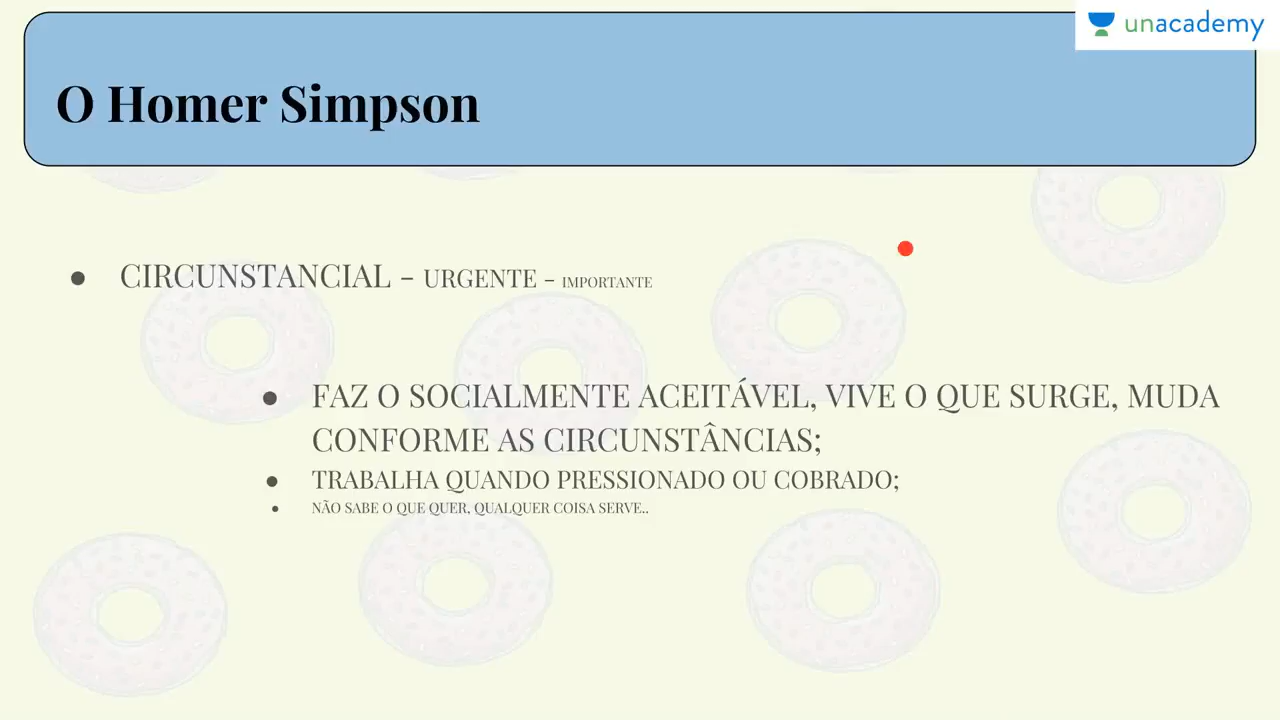 unacademy
O Homer Simpson
● CIRCUNSTANCIAL - URGENTE - IMPORTANTE
● FAZ O SOCIALMENTE ACEITÁVEL, VIVE O QUE SURGE, MUDA
CONFORME AS CIRCUNSTÂNCIAS;
● TRABALHA QUANDO PRESSIONADO OU COBRADO;
● NÃO SABE O QUE QUER, QUALQUER COISA SERVE..